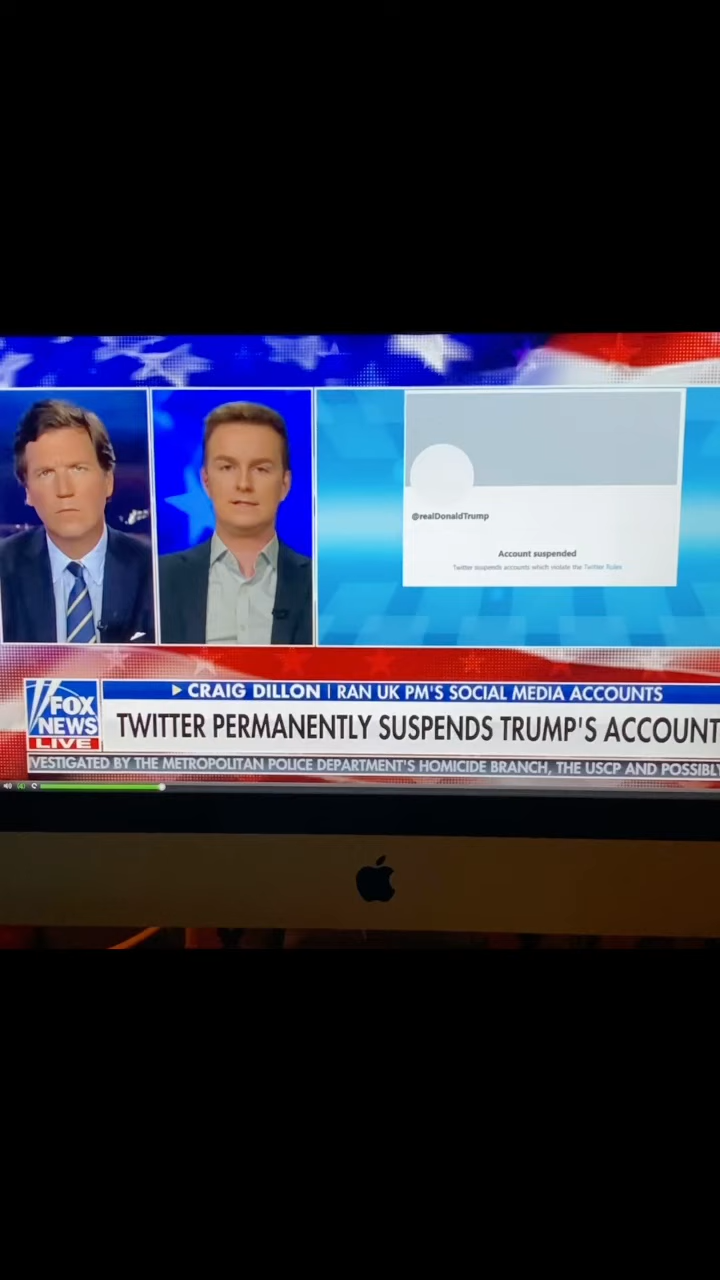 @realDonaldTrump
Account suspended
Twitter suspends accounts which violate the Twitter Rules
CRAIG DILLON | RAN UK PM'S SOCIAL MEDIA ACCOUNTS
FOX
NEWS
LIVE
TWITTER PERMANENTLY SUSPENDS TRUMP'S ACCOUNT
VESTIGATED BY THE METROPOLITAN POLICE DEPARTMENT'S HOMICIDE BRANCH, THE USCP AND POSSIBLY